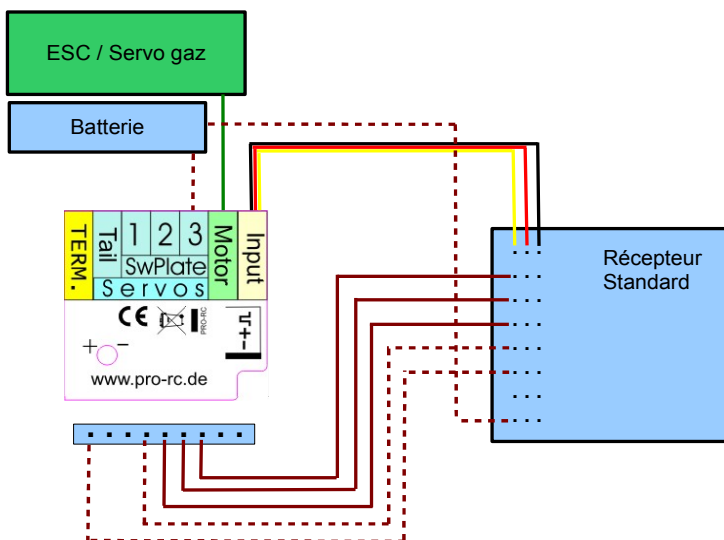 ESC / Servo gaz
Batterie
TERM.
Tail
1 2 3
Motor
Input
SwPlate
Servos
Récepteur
Standard
CE
PRO-RC
+ -
- + -
www.pro-rc.de